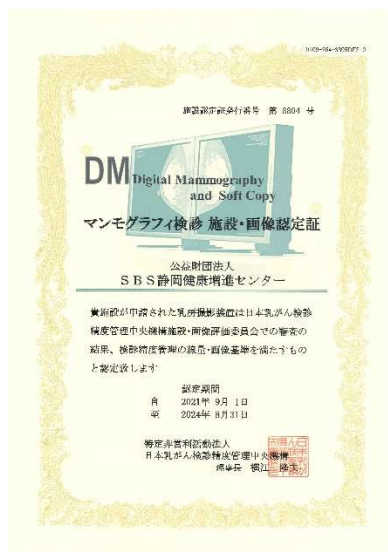 施設認定証発行番号 第 8804 号
DM Digital Mammography
and Soft Copy
マンモグラフィ検診 施設・画像認定証
公益財団法人
SBS静岡健康増進センター
貴施設が申請された乳房撮影装置は日本乳がん検診
精度管理中央機構施設・画像評価委員会での審査の
結果、検診精度管理の線量・画像基準を満たすもの
と認定致します
認定期間
自 2021年 9月 1日
至 2024年 8月31日
特定非営利活動法人
日本乳がん検診精度管理中央機構
理事長 横江 隆夫